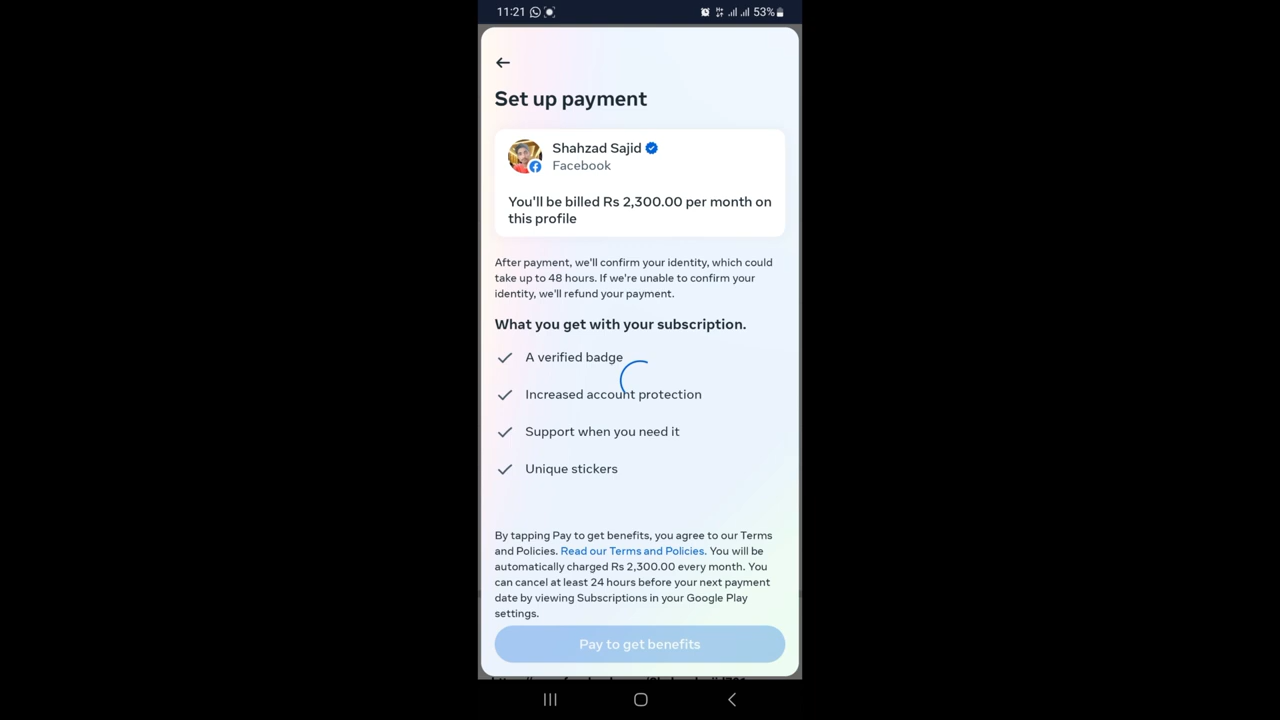 11:21
53%
Set up payment
Shahzad Sajid
Facebook
You'll be billed Rs 2,300.00 per month on
this profile
After payment, we'll confirm your identity, which could
take up to 48 hours. If we're unable to confirm your
identity, we'll refund your payment.
What you get with your subscription.
A verified badge
Increased account protection
Support when you need it
Unique stickers
By tapping Pay to get benefits, you agree to our Terms
and Policies. Read our Terms and Policies. You will be
automatically charged Rs 2,300.00 every month. You
can cancel at least 24 hours before your next payment
date by viewing Subscriptions in your Google Play
settings.
Pay to get benefits